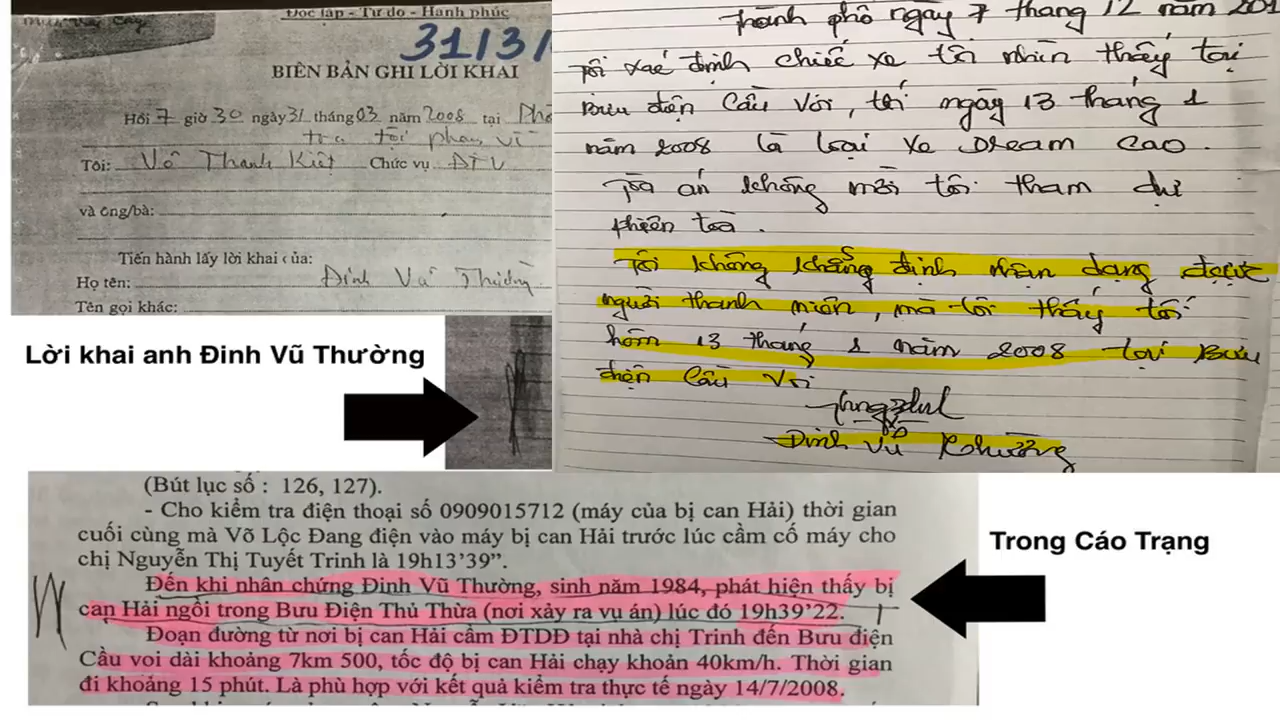 Độc lập - Tự do - Hạnh phúc
31/3/
BIÊN BẢN GHI LỜI KHAI
Hồi 7 giờ 30 ngày 31 tháng 03 năm 2008 tại
tra tội phạm về
Tôi: Võ Thanh Kiệt Chức vụ ĐTV
và ông/bà:
Tiến hành lấy lời khai của:
Họ tên: Đinh Vũ Thường
Tên gọi khác:
Lời khai anh Đinh Vũ Thường
Thành phố ngày 7 tháng 12 năm 201
Tôi xác định chiếc xe tôi nhìn thấy tại
Bưu điện Cầu Voi, tối ngày 13 tháng 1
năm 2008 là loại xe Dream cao.
Tòa án không mời tôi tham dự
phiên toà.
Tôi không khẳng định nhận dạng được
người thanh niên, mà tôi thấy tối
hôm 13 tháng 1 năm 2008 tại Bưu
điện Cầu Voi
Đinh Vũ Thường
(Bút lục số : 126, 127).
- Cho kiểm tra điện thoại số 0909015712 (máy của bị can Hải) thời gian
cuối cùng mà Võ Lộc Đang điện vào máy bị can Hải trước lúc cầm cố máy cho
chị Nguyễn Thị Tuyết Trinh là 19h13’39”.
Đến khi nhân chứng Đinh Vũ Thường, sinh năm 1984, phát hiện thấy bị
can Hải ngồi trong Bưu Điện Thủ Thừa (nơi xảy ra vụ án) lúc đó 19h39’22.
Đoạn đường từ nơi bị can Hải cầm ĐTDĐ tại nhà chị Trinh đến Bưu điện
Cầu voi dài khoảng 7km 500, tốc độ bị can Hải chạy khoản 40km/h. Thời gian
đi khoảng 15 phút. Là phù hợp với kết quả kiểm tra thực tế ngày 14/7/2008.
Trong Cáo Trạng